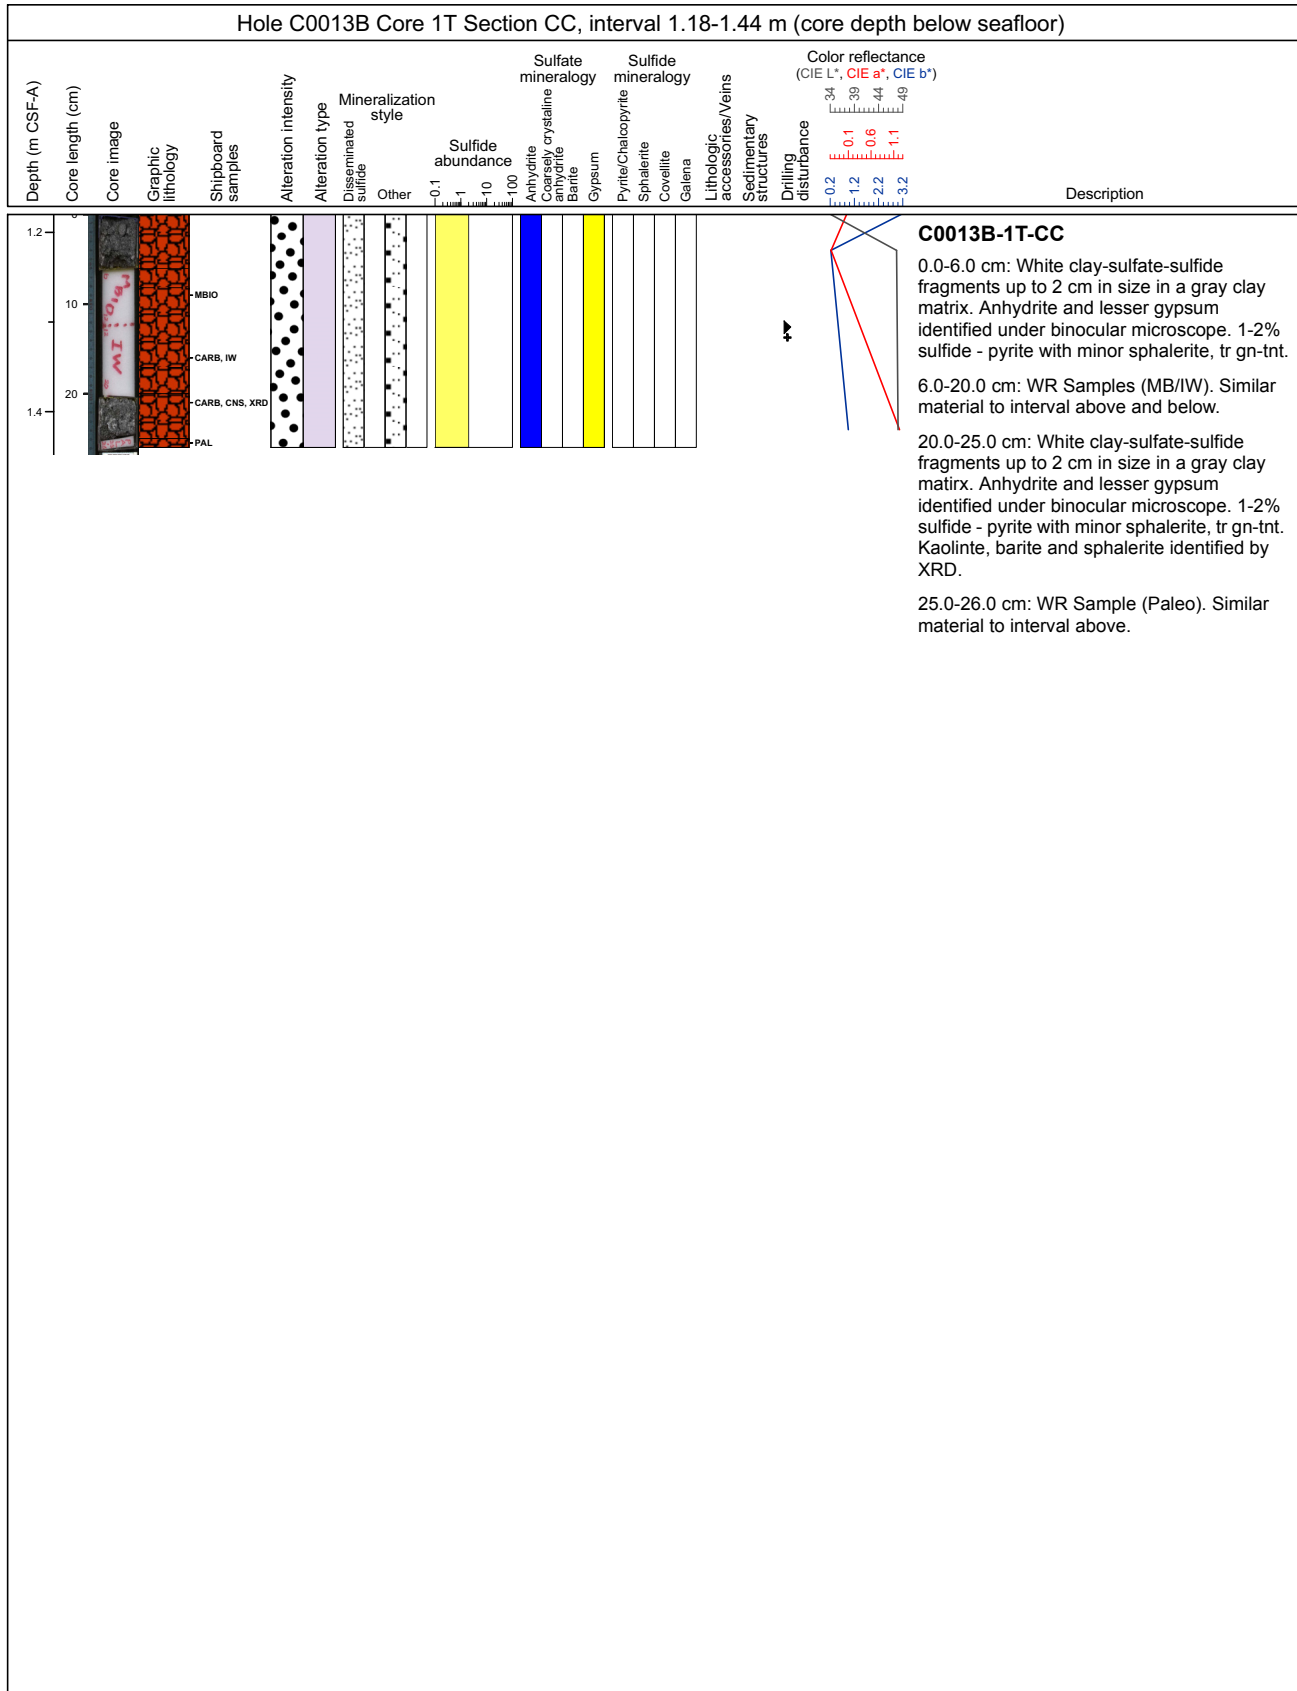 Hole C0013B Core 1T Section CC, interval 1.18-1.44 m (core depth below seafloor)
Depth (m CSF-A)
Core length (cm)
Core image
Graphic
lithology
Shipboard
samples
Alteration intensity
Alteration type
Mineralization
style
Disseminated
sulfide
Other
Sulfide
abundance
0.1
1
10
100
Sulfate
mineralogy
Anhydrite
Coarsely crystaline
anhydrite
Barite
Gypsum
Sulfide
mineralogy
Pyrite/Chalcopyrite
Sphalerite
Covellite
Galena
Lithologic
accessories/Veins
Sedimentary
structures
Drilling
disturbance
Color reflectance
(CIE L*, CIE a*, CIE b*)
34
39
44
49
0.1
0.6
1.1
0.2
1.2
2.2
3.2
Description
1.2
1.4
0
10
20
MBIO
IW
MBIO
CARB, IW
CARB, CNS, XRD
PAL
C0013B-1T-CC
0.0-6.0 cm: White clay-sulfate-sulfide
fragments up to 2 cm in size in a gray clay
matrix. Anhydrite and lesser gypsum
identified under binocular microscope. 1-2%
sulfide - pyrite with minor sphalerite, tr gn-tnt.
6.0-20.0 cm: WR Samples (MB/IW). Similar
material to interval above and below.
20.0-25.0 cm: White clay-sulfate-sulfide
fragments up to 2 cm in size in a gray clay
matirx. Anhydrite and lesser gypsum
identified under binocular microscope. 1-2%
sulfide - pyrite with minor sphalerite, tr gn-tnt.
Kaolinte, barite and sphalerite identified by
XRD.
25.0-26.0 cm: WR Sample (Paleo). Similar
material to interval above.